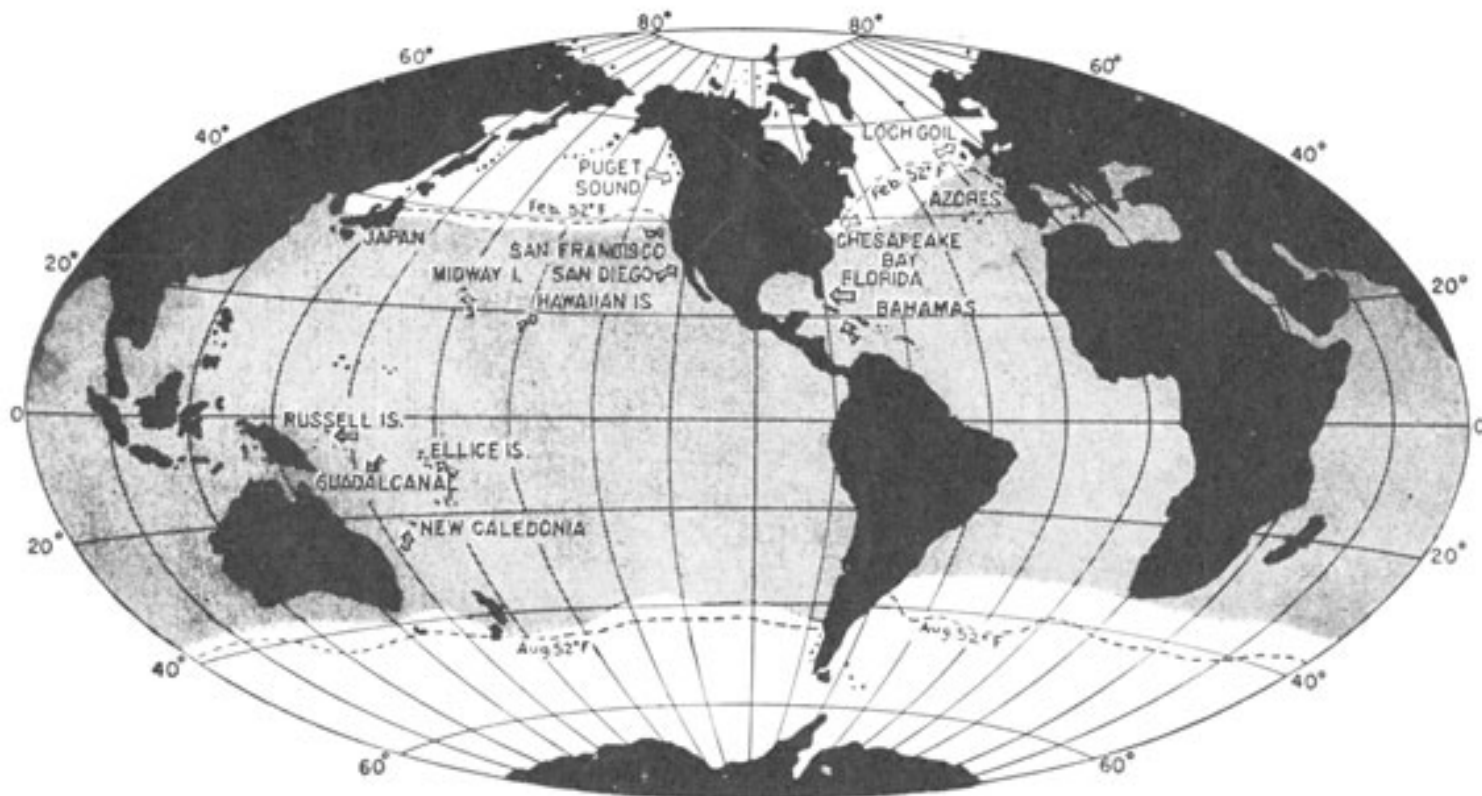 80°
80°
60°
60°
40°
40°
LOCH GOIL
PUGET
SOUND
Feb. 52°F
Feb. 52°F
AZORES
JAPAN
SAN FRANCISCO
CHESAPEAKE
BAY
20°
MIDWAY I.
SAN DIEGO
FLORIDA
20°
HAWAIIAN IS
BAHAMAS
0
RUSSELL IS.
0
ELLICE IS.
GUADALCANAL
NEW CALEDONIA
20°
20°
Aug 52°F
Aug 52°F
40°
40°
60°
60°